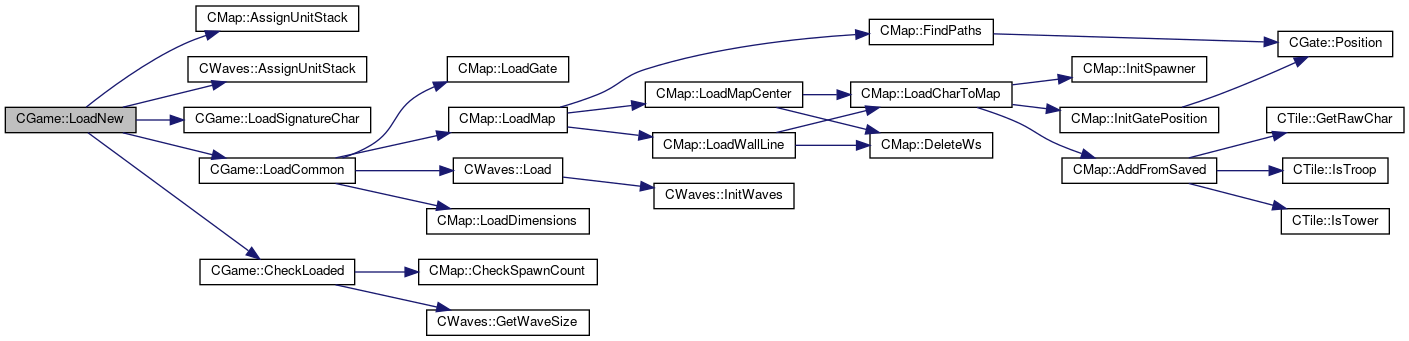 CGame::LoadNew
CMap::AssignUnitStack
CWaves::AssignUnitStack
CGame::LoadSignatureChar
CGame::LoadCommon
CGame::CheckLoaded
CMap::LoadGate
CMap::LoadMap
CWaves::Load
CMap::LoadDimensions
CMap::CheckSpawnCount
CWaves::GetWaveSize
CMap::LoadMapCenter
CMap::LoadWallLine
CWaves::InitWaves
CMap::FindPaths
CMap::LoadCharToMap
CMap::DeleteWs
CMap::InitSpawner
CMap::InitGatePosition
CMap::AddFromSaved
CGate::Position
CTile::GetRawChar
CTile::IsTroop
CTile::IsTower